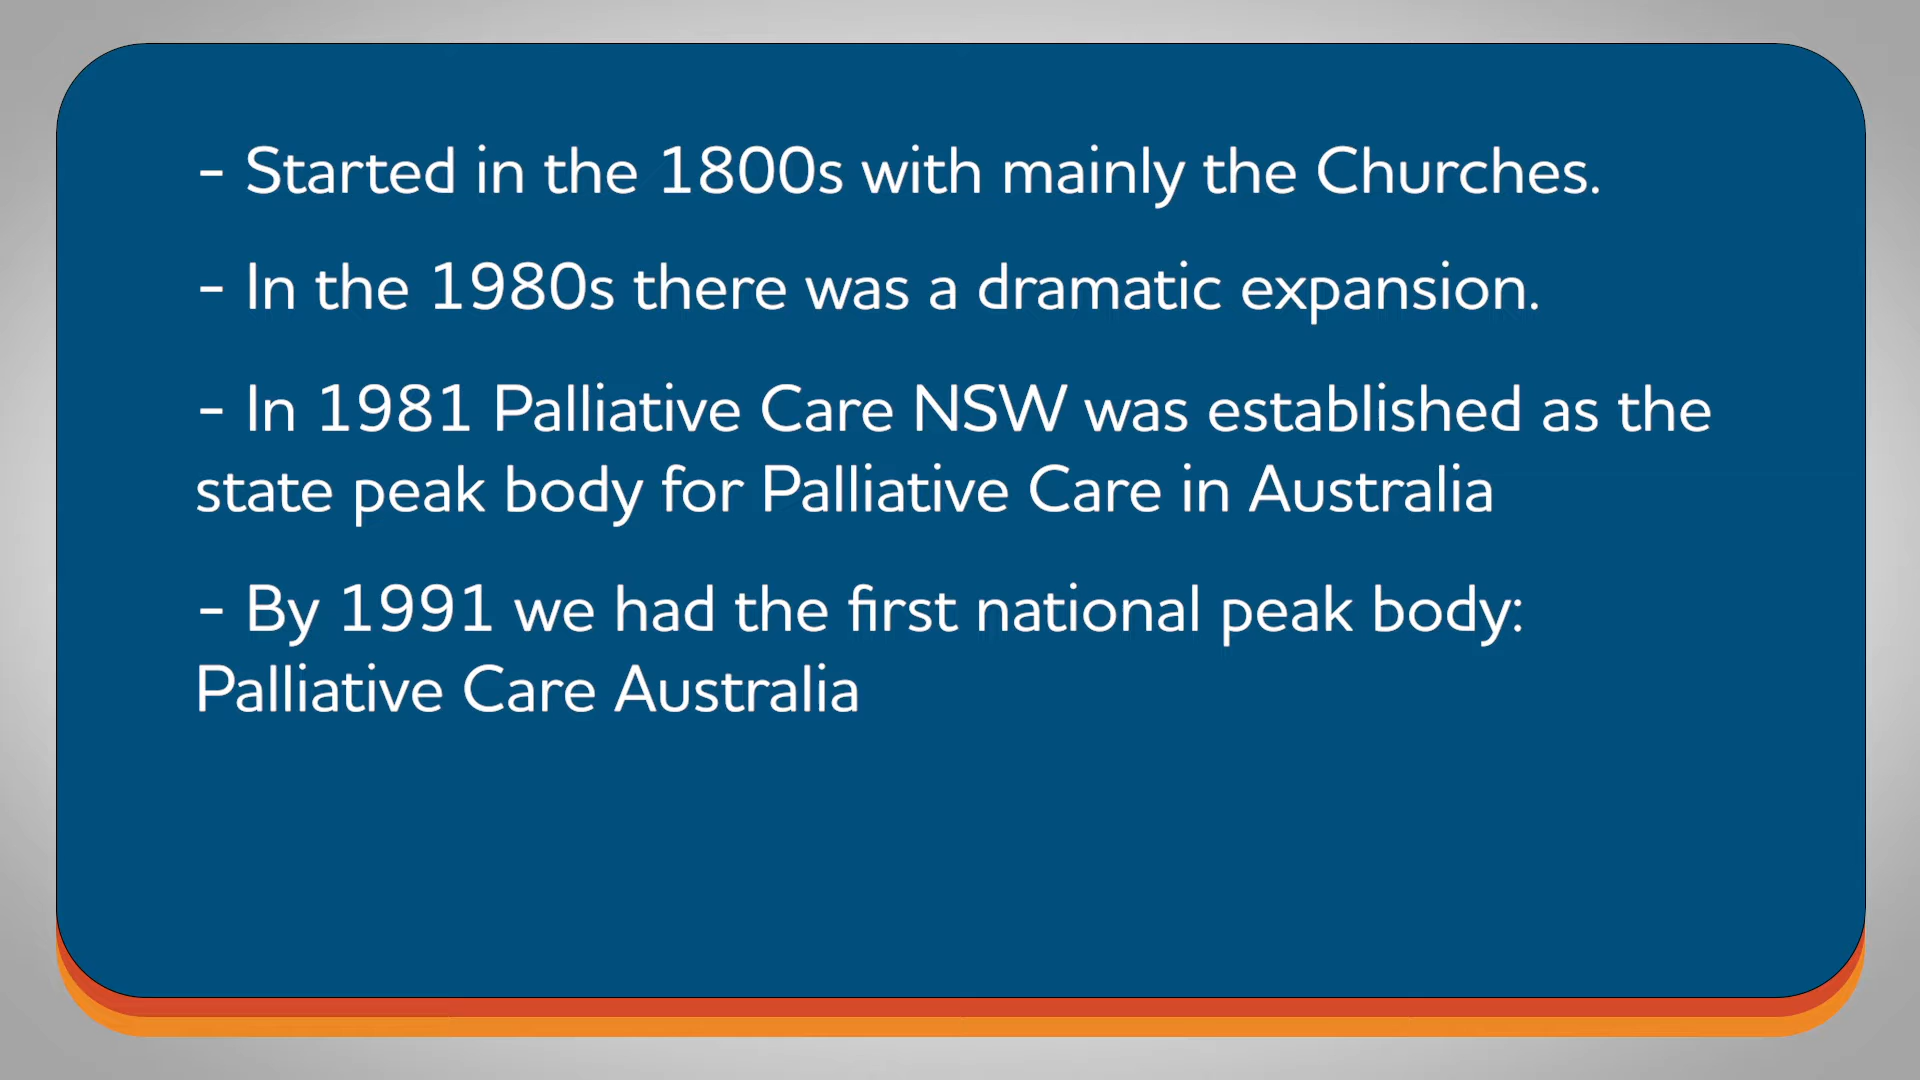 - Started in the 1800s with mainly the Churches.
- In the 1980s there was a dramatic expansion.
- In 1981 Palliative Care NSW was established as the
state peak body for Palliative Care in Australia
- By 1991 we had the first national peak body:
Palliative Care Australia